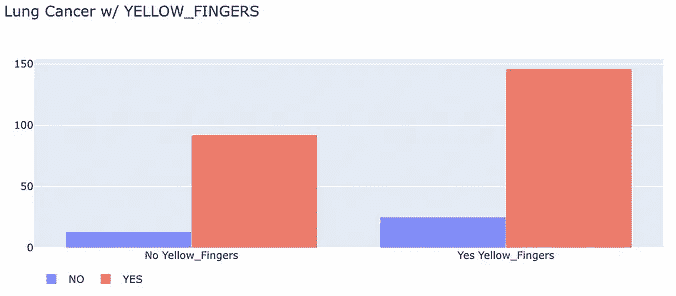 Lung Cancer w/ YELLOW_FINGERS
150
100
50
0
No Yellow_Fingers Yes Yellow_Fingers
NO YES